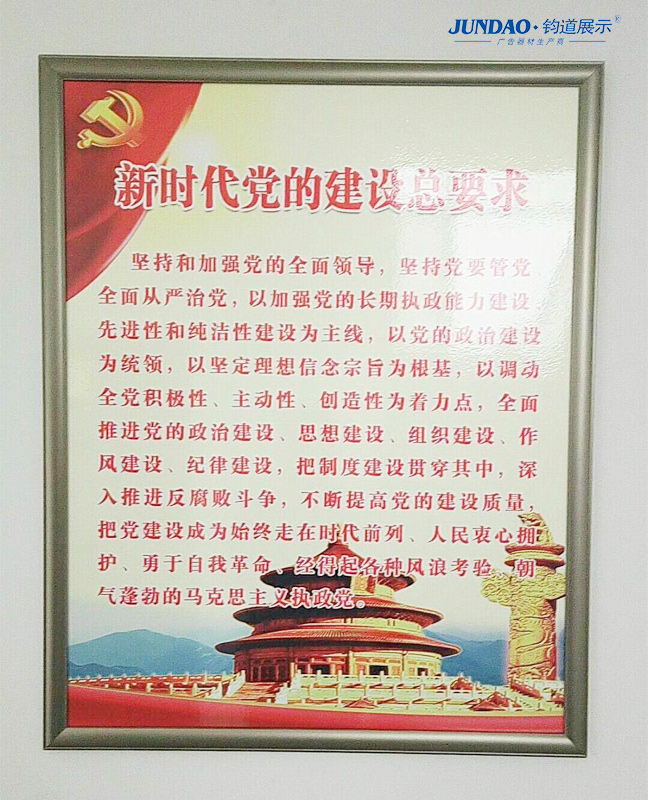 JUNDAO·钧道展示®
广告器材生产商
新时代党的建设总要求
坚持和加强党的全面领导，坚持党要管党、
全面从严治党，以加强党的长期执政能力建设、
先进性和纯洁性建设为主线，以党的政治建设
为统领，以坚定理想信念宗旨为根基，以调动
全党积极性、主动性、创造性为着力点，全面
推进党的政治建设、思想建设、组织建设、作
风建设、纪律建设，把制度建设贯穿其中，深
入推进反腐败斗争，不断提高党的建设质量，
把党建设成为始终走在时代前列、人民衷心拥
护、勇于自我革命、经得起各种风浪考验、朝
气蓬勃的马克思主义执政党。